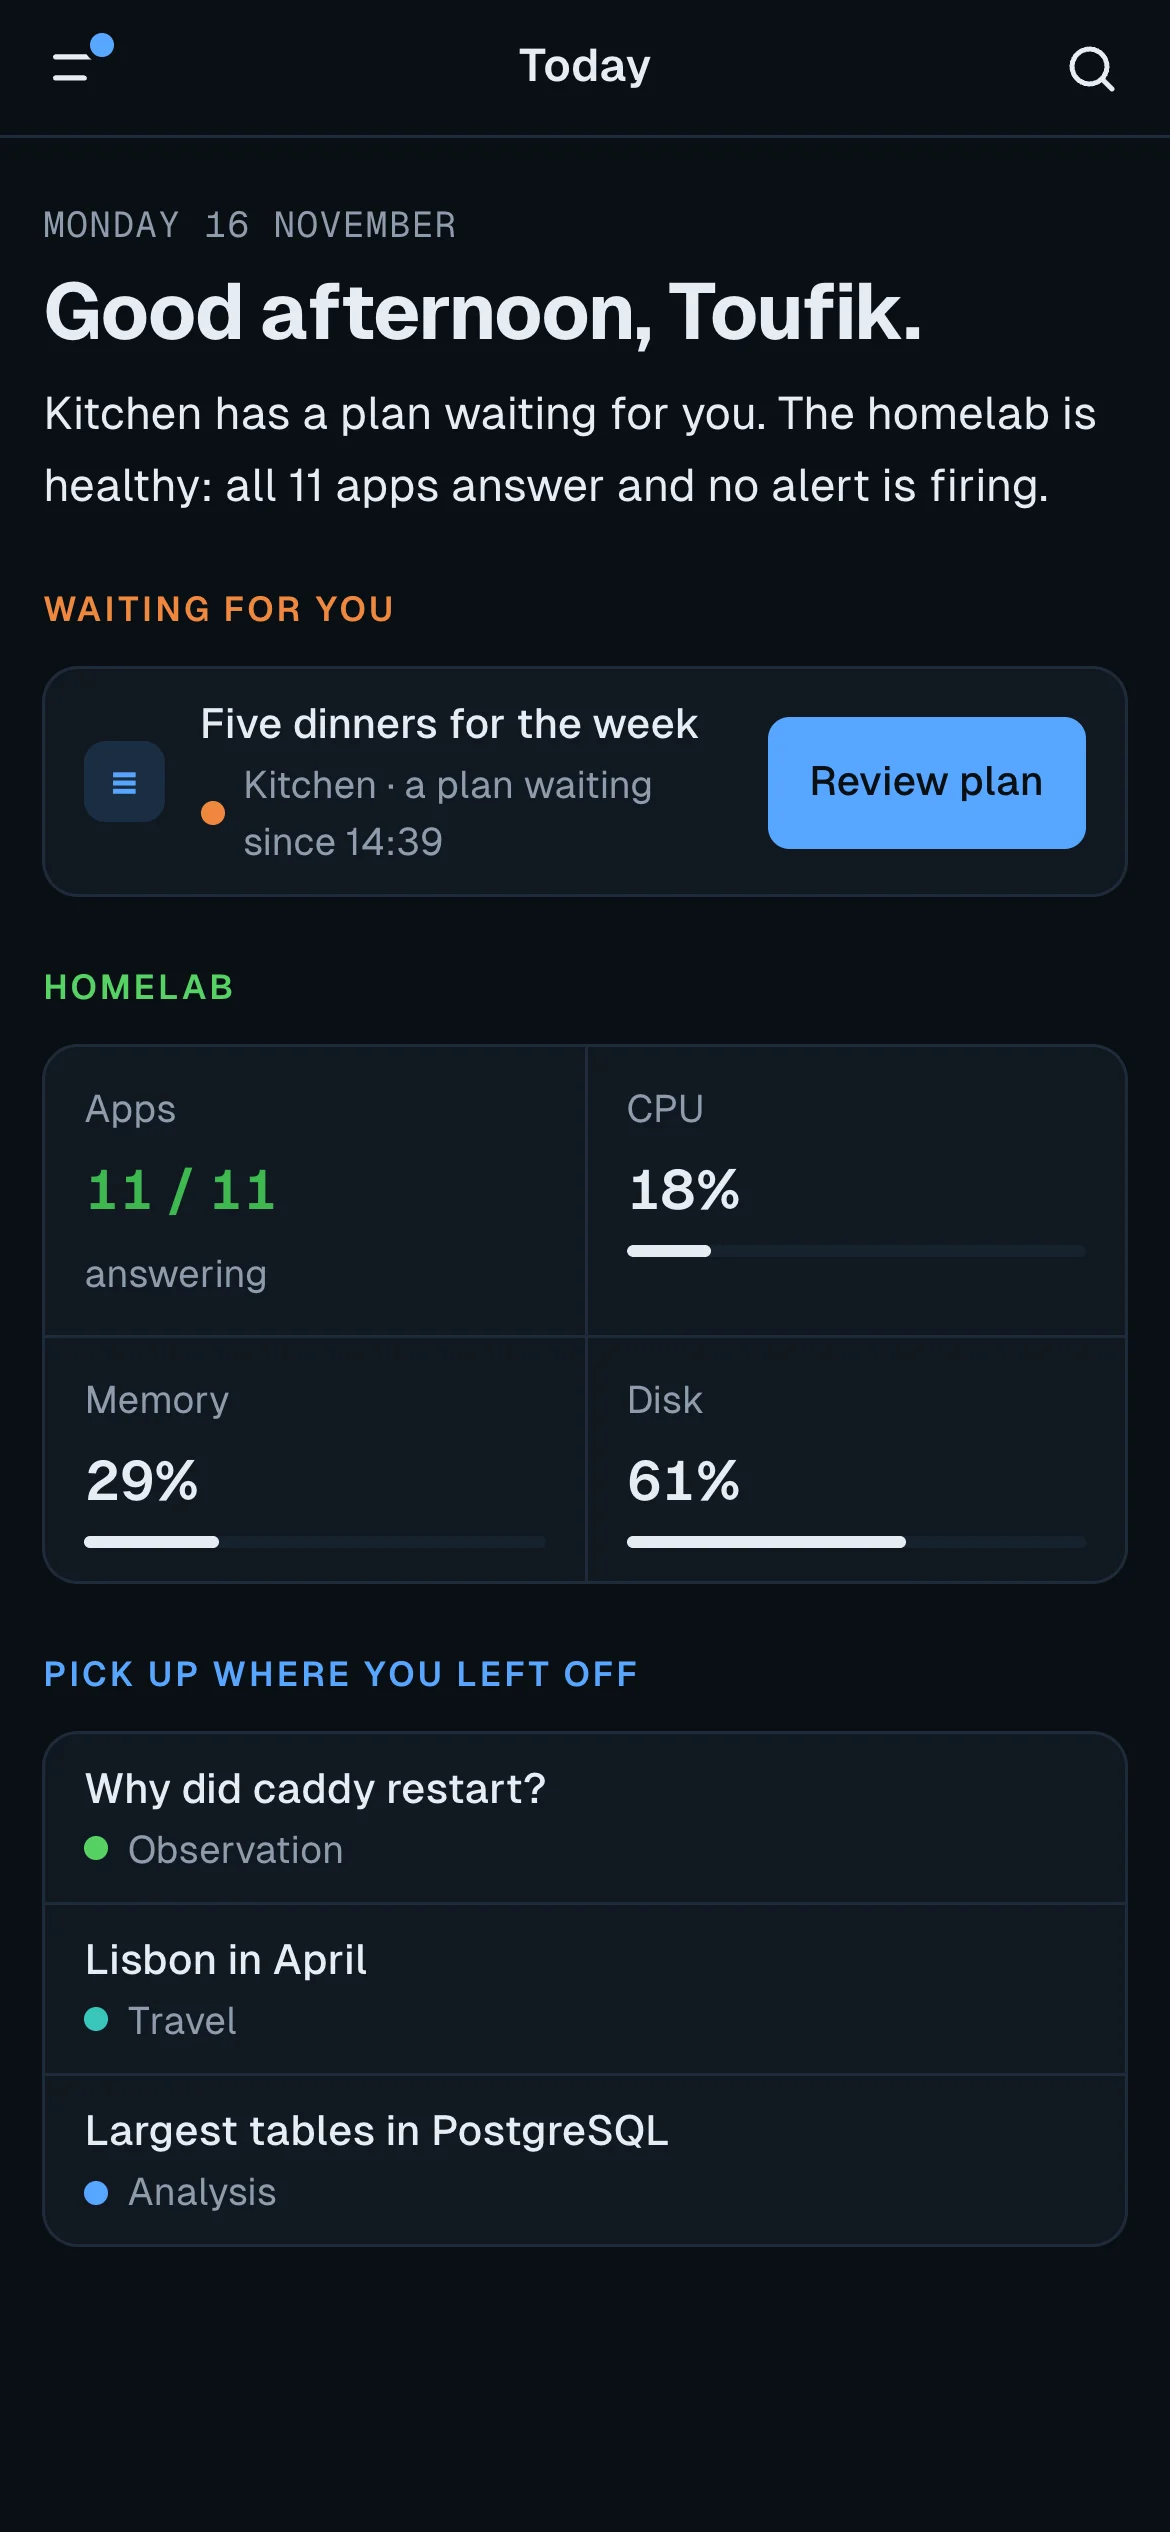 Today
MONDAY 16 NOVEMBER
Good afternoon, Toufik.
Kitchen has a plan waiting for you. The homelab is
healthy: all 11 apps answer and no alert is firing.
WAITING FOR YOU
Five dinners for the week
Kitchen · a plan waiting
since 14:39
Review plan
HOMELAB
Apps
11 / 11
answering
CPU
18%
Memory
29%
Disk
61%
PICK UP WHERE YOU LEFT OFF
Why did caddy restart?
Observation
Lisbon in April
Travel
Largest tables in PostgreSQL
Analysis